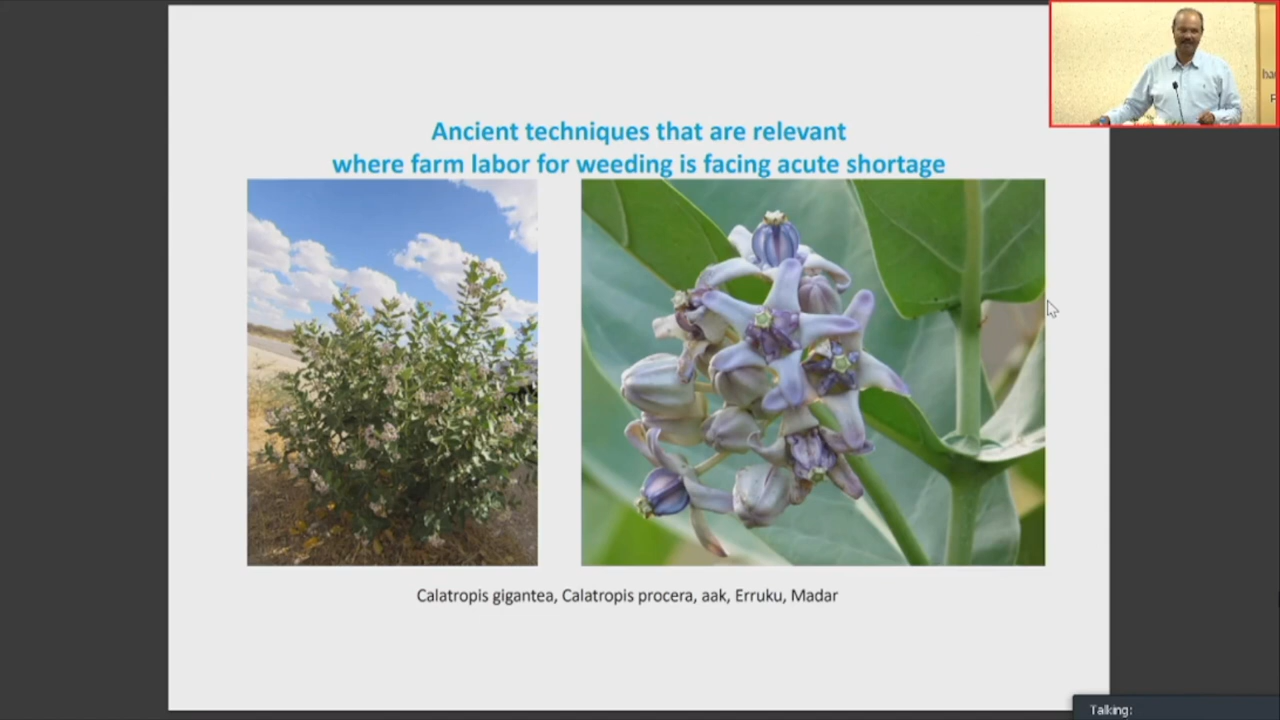 Ancient techniques that are relevant
where farm labor for weeding is facing acute shortage
Calatropis gigantea, Calatropis procera, aak, Erruku, Madar
Talking: